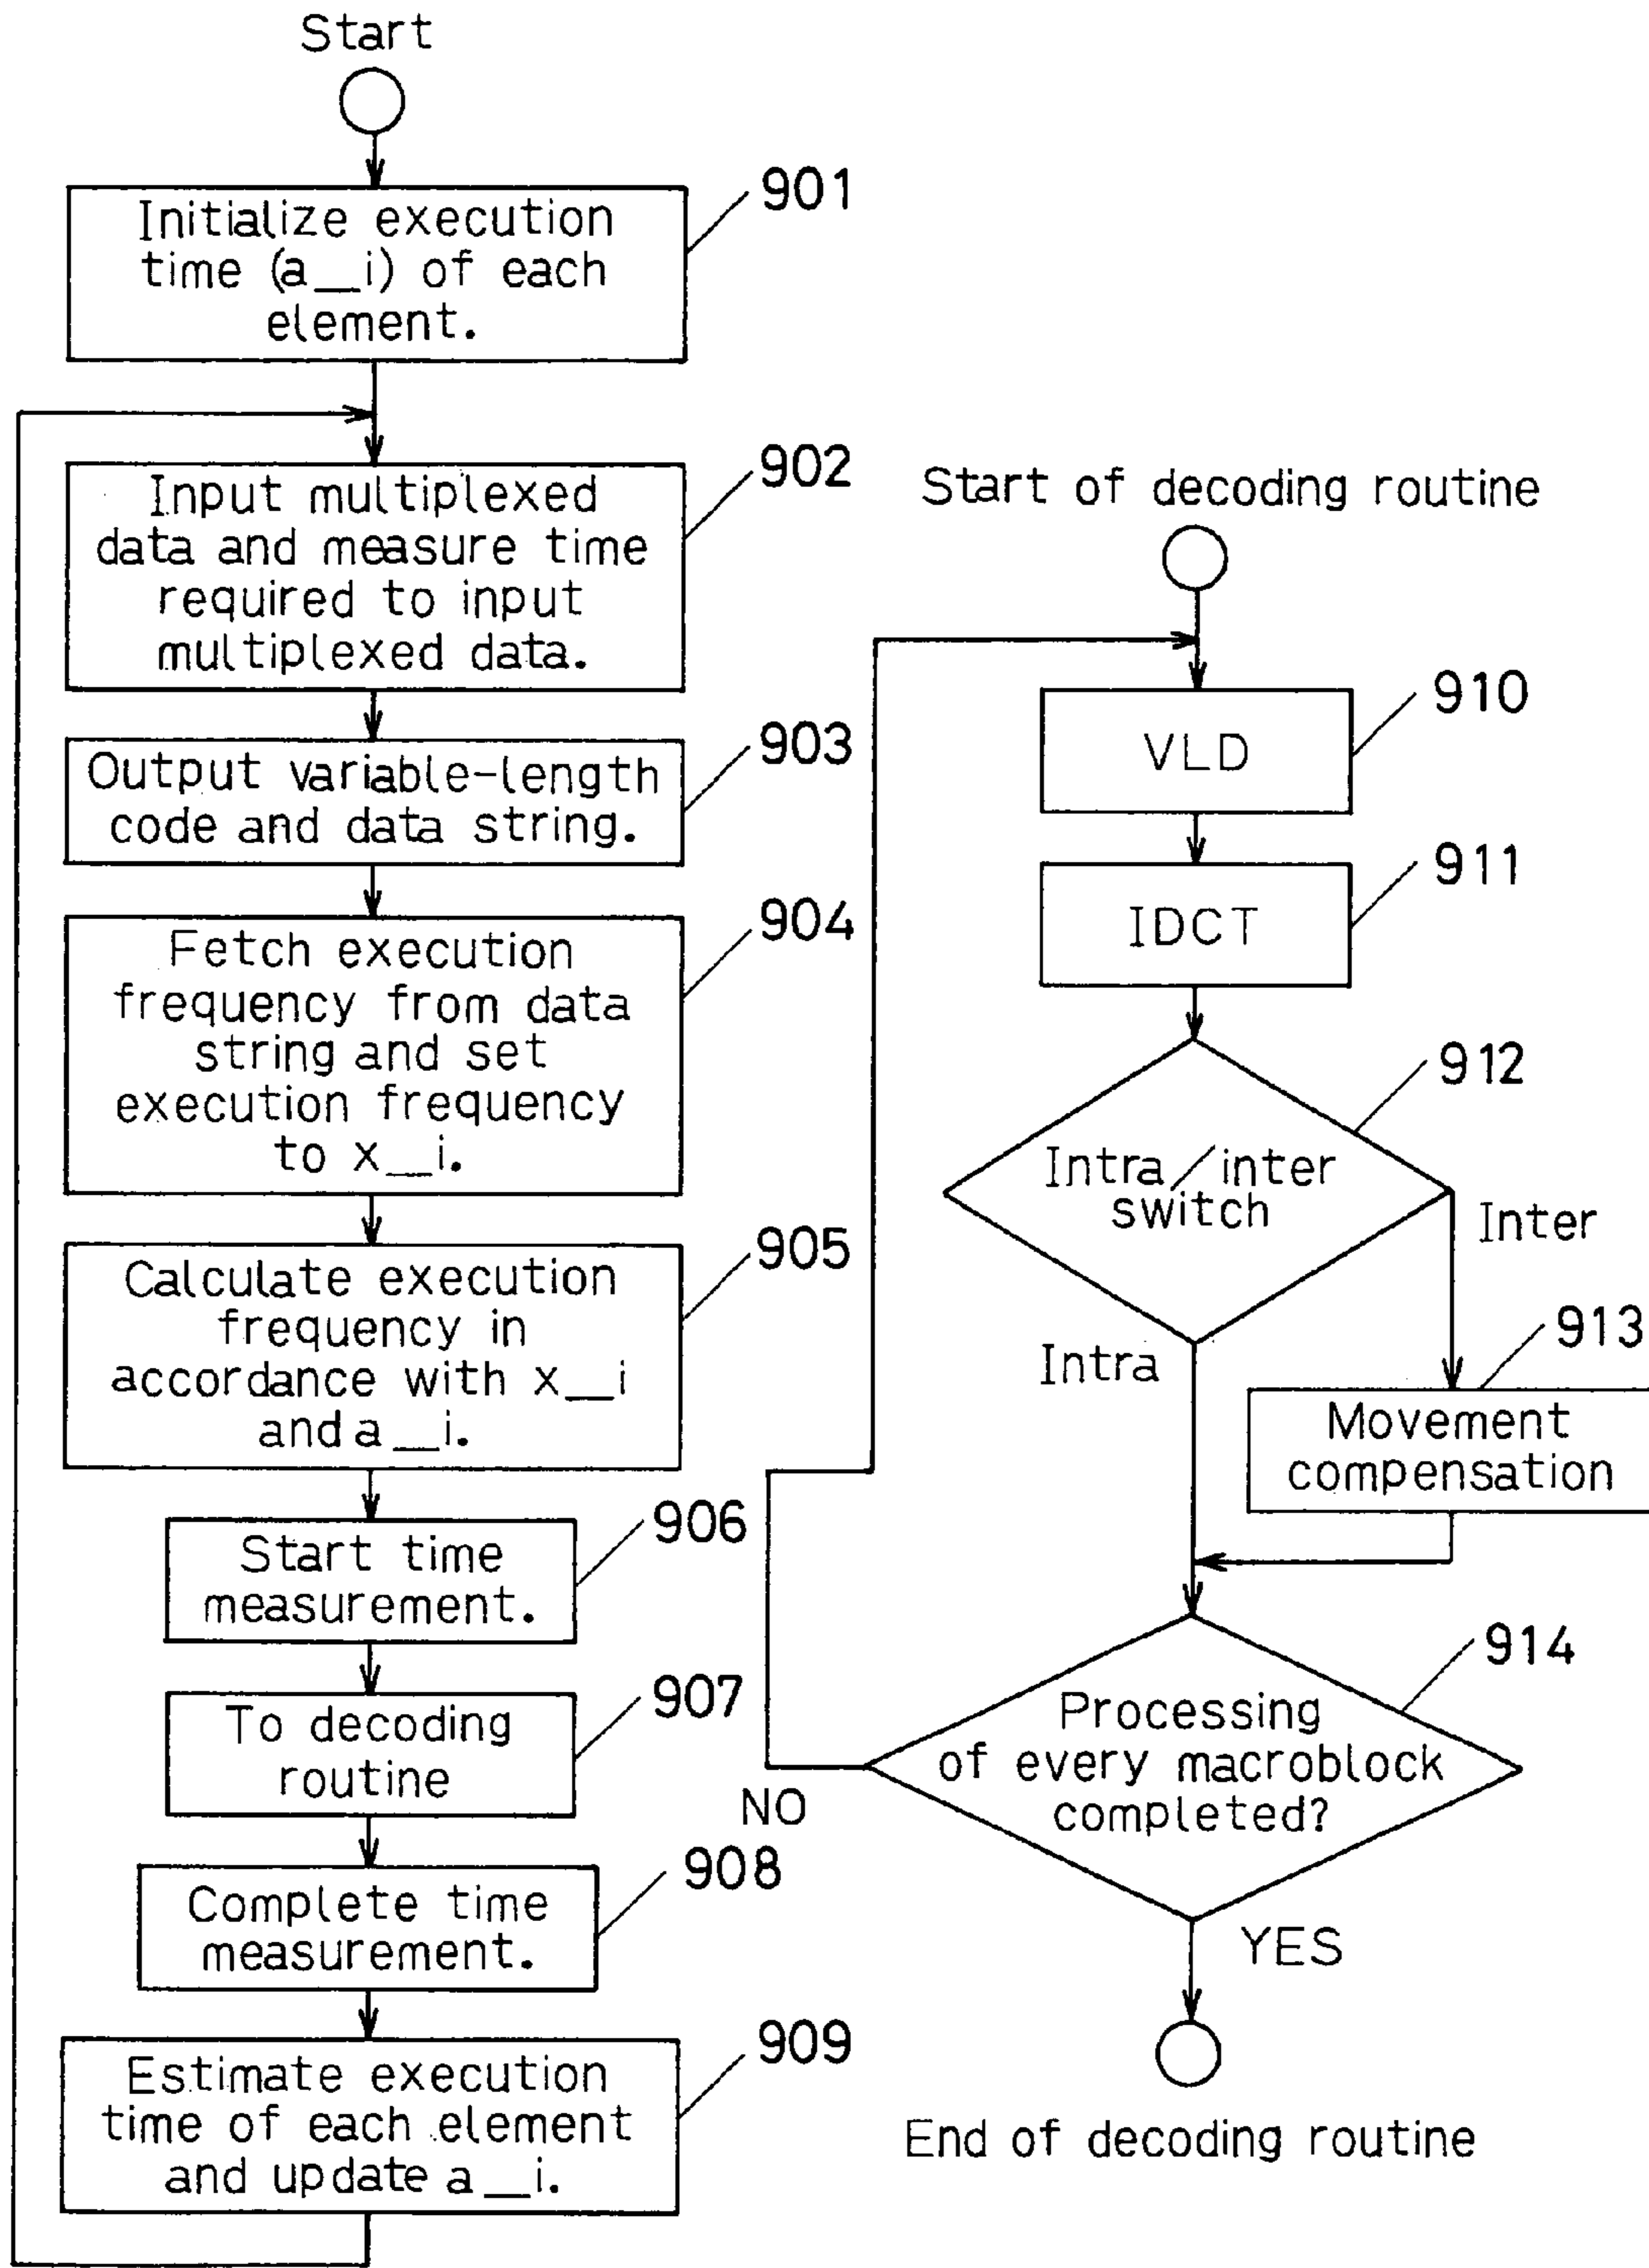 Start
901
Initialize execution
time (a__i) of each
element.
902
Input multiplexed
data and measure time
required to input
multiplexed data.
903
Output variable-length
code and data string.
904
Fetch execution
frequency from data
string and set
execution frequency
to x__i.
905
Calculate execution
frequency in
accordance with x__i
and a__i.
906
Start time
measurement.
907
To decoding
routine
908
Complete time
measurement.
909
Estimate execution
time of each element
and update a__i.
Start of decoding routine
910
VLD
911
IDCT
912
Intra/inter
switch
Inter
Intra
913
Movement
compensation
914
Processing
of every macroblock
completed?
NO
YES
End of decoding routine